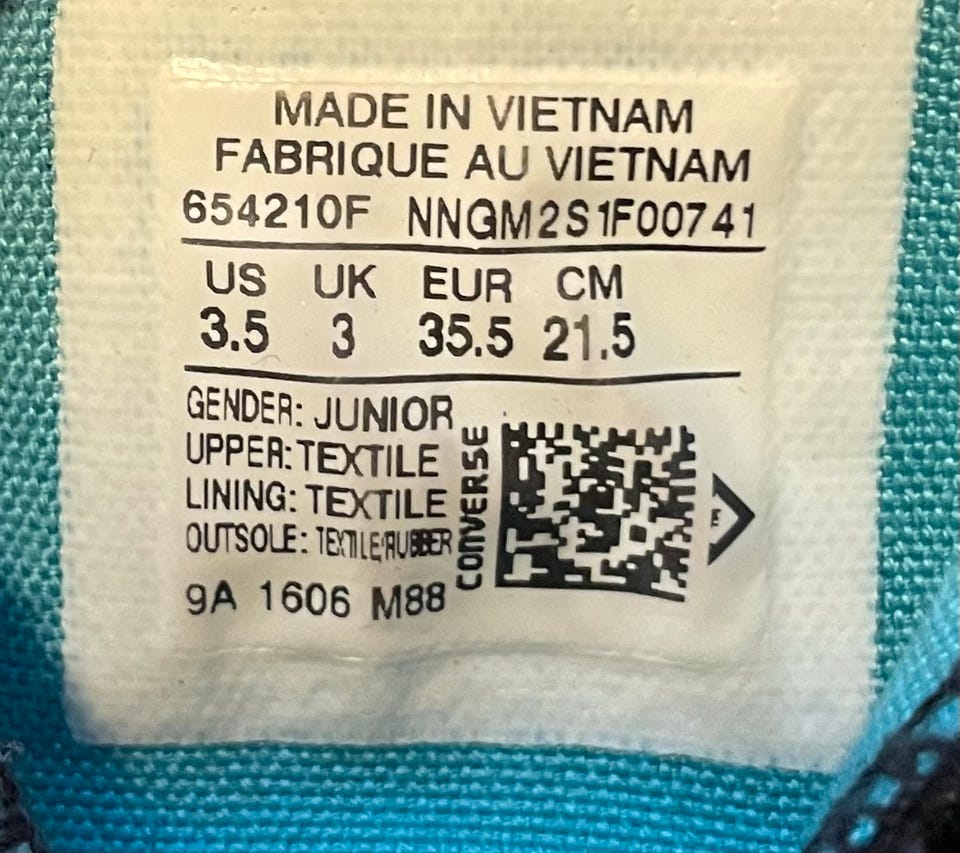 MADE IN VIETNAM
FABRIQUE AU VIETNAM
654210F NNGM2S1F00741
US UK EUR CM
3.5 3 35.5 21.5
GENDER: JUNIOR
UPPER: TEXTILE
LINING: TEXTILE
OUTSOLE: TEXTILE/RUBBER
9A 1606 M88
CONVERSE
E